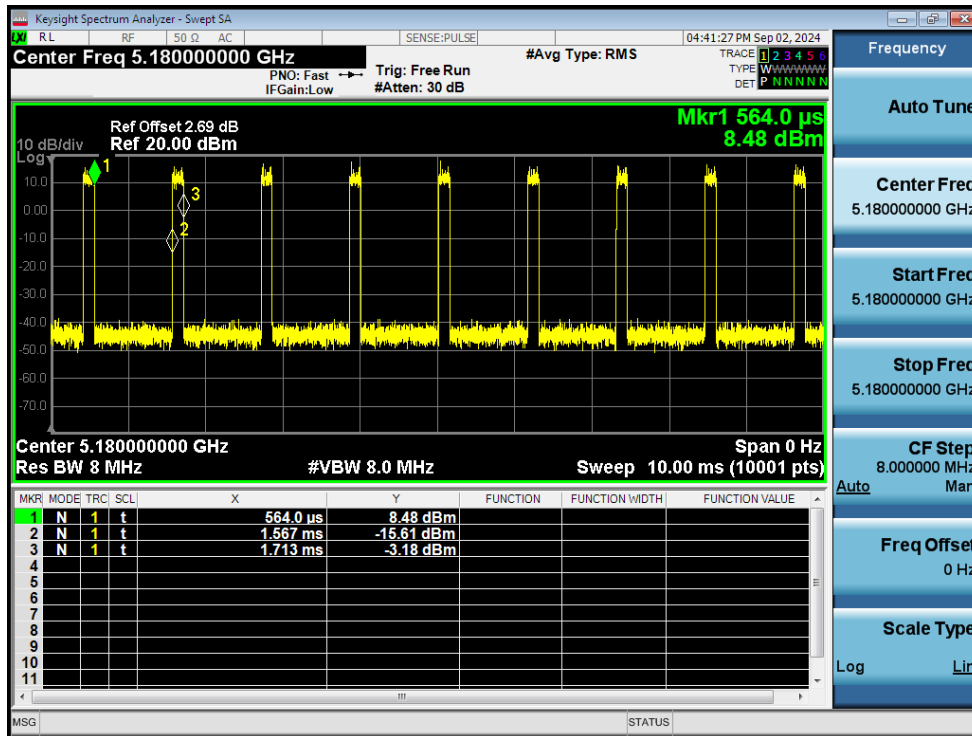 Keysight Spectrum Analyzer - Swept SA
LXI RL RF 50 Ω AC SENSE:PULSE 04:41:27 PM Sep 02, 2024
Center Freq 5.180000000 GHz
PNO: Fast
IFGain:Low
Trig: Free Run
#Atten: 30 dB
#Avg Type: RMS
TRACE 1 2 3 4 5 6
TYPE WWWWWW
DET P N N N N N
Mkr1 564.0 µs
8.48 dBm
Ref Offset 2.69 dB
10 dB/div Ref 20.00 dBm
Log
10.0
0.00
-10.0
-20.0
-30.0
-40.0
-50.0
-60.0
-70.0
1
2
3
Center 5.180000000 GHz Span 0 Hz
Res BW 8 MHz #VBW 8.0 MHz Sweep 10.00 ms (10001 pts)
MKR MODE TRC SCL X Y FUNCTION FUNCTION WIDTH FUNCTION VALUE
1 N 1 t 564.0 µs 8.48 dBm
2 N 1 t 1.567 ms -15.61 dBm
3 N 1 t 1.713 ms -3.18 dBm
4
5
6
7
8
9
10
11
MSG STATUS
Frequency
Auto Tune
Center Freq
5.180000000 GHz
Start Freq
5.180000000 GHz
Stop Freq
5.180000000 GHz
CF Step
8.000000 MHz
Auto Man
Freq Offset
0 Hz
Scale Type
Log Lin